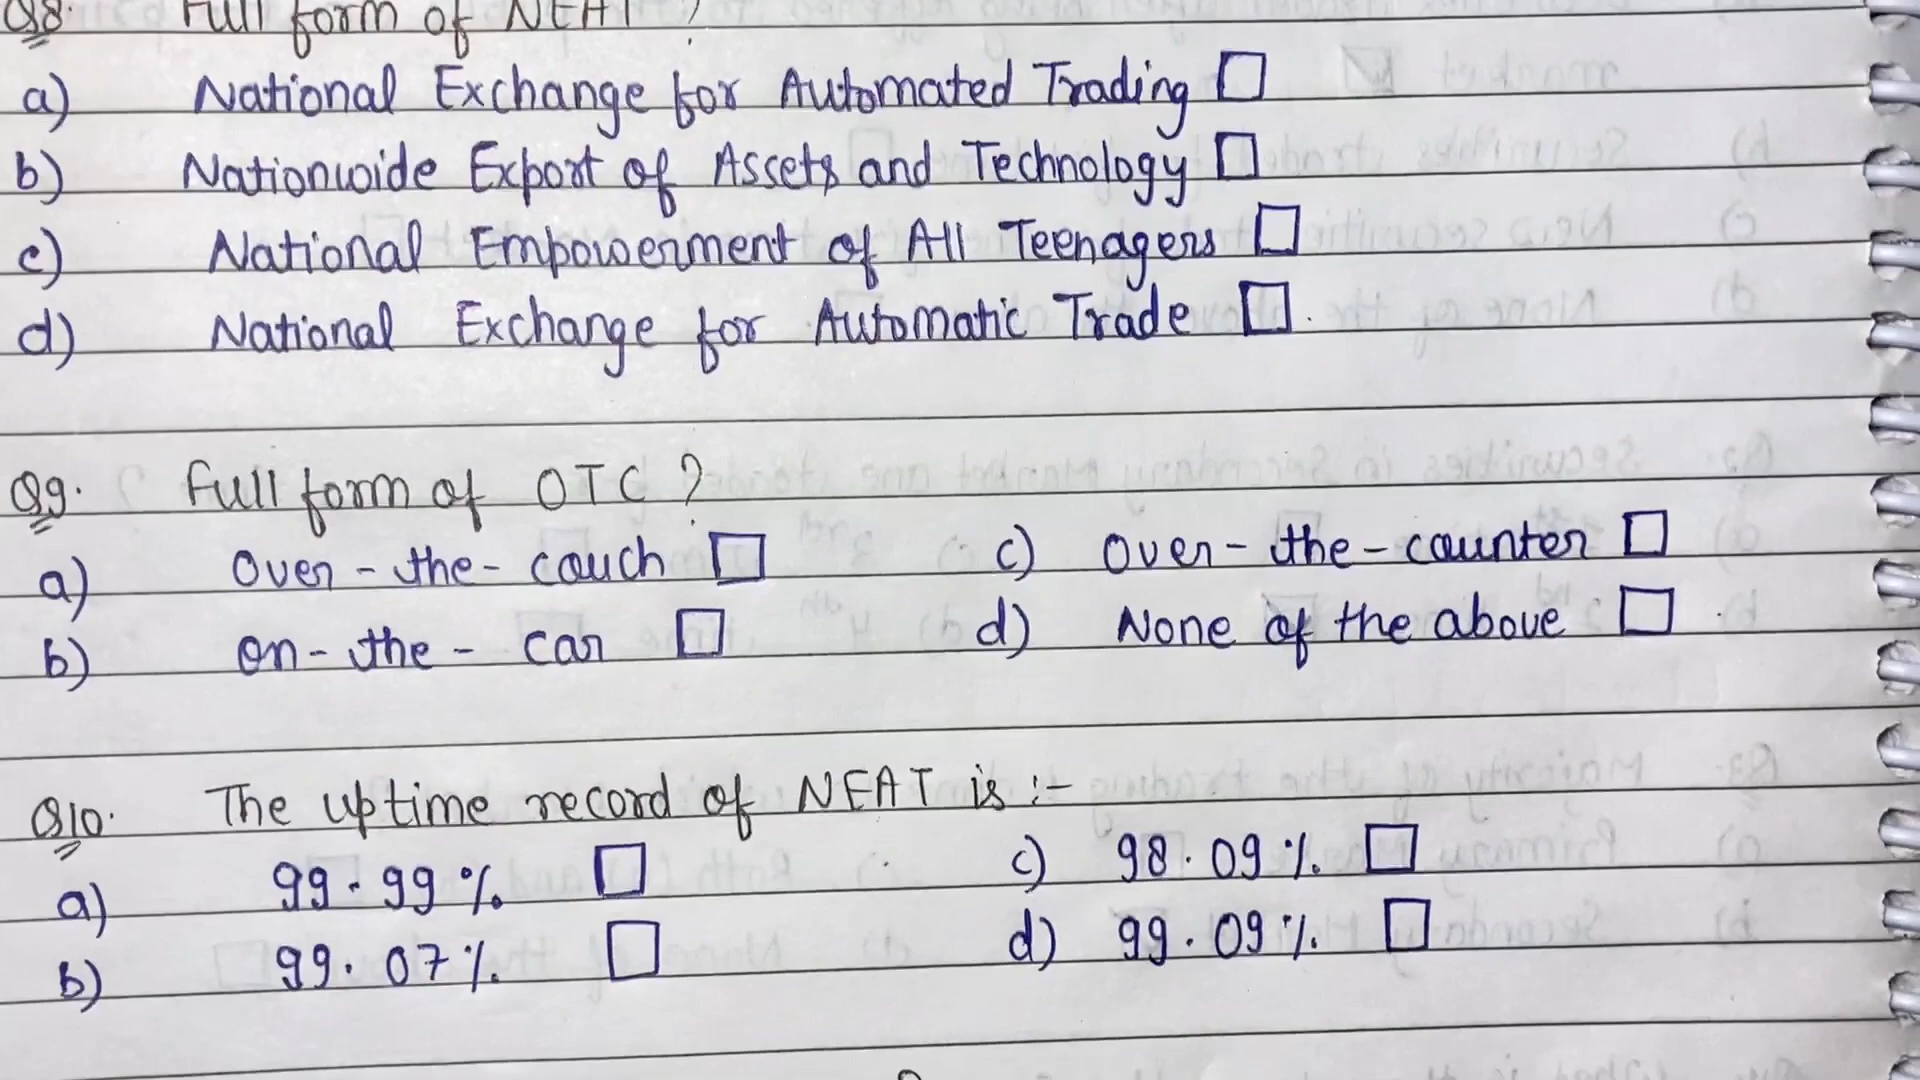 Q8. Full form of NEAT ?
a) National Exchange for Automated Trading
b) Nationwide Export of Assets and Technology
c) National Empowerment of All Teenagers
d) National Exchange for Automatic Trade
Q9. Full form of OTC ?
a) Over-the-couch c) Over-the-counter
b) on-the-car d) None of the above
Q10. The uptime record of NEAT is :-
a) 99.99% c) 98.09%
b) 99.07% d) 99.09%